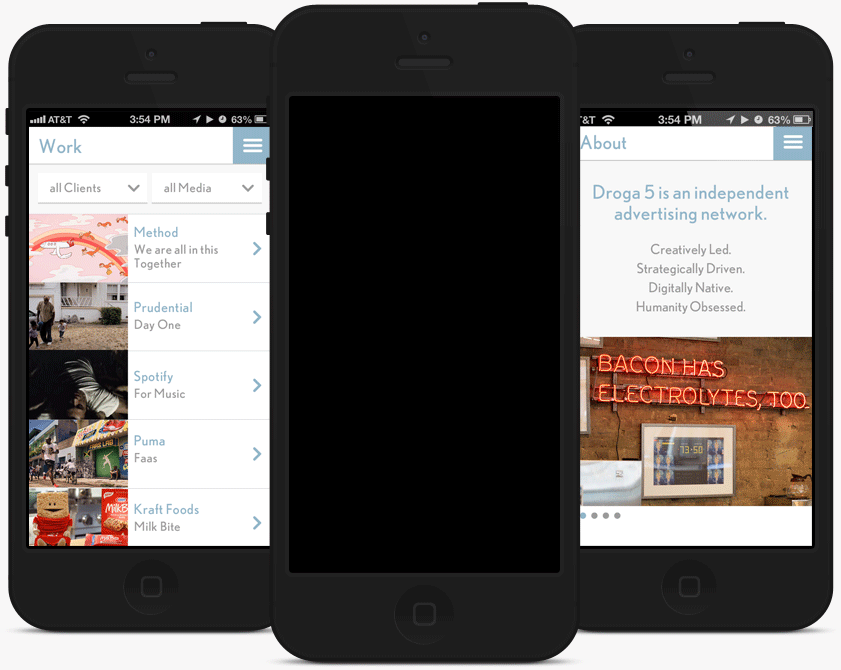 AT&T 3:54 PM 63%
Work
all Clients all Media
Method
We are all in this
Together
Prudential
Day One
Spotify
For Music
Puma
Faas
Kraft Foods
Milk Bite
T&T 3:54 PM 63%
About
Droga 5 is an independent
advertising network.
Creatively Led.
Strategically Driven.
Digitally Native.
Humanity Obsessed.
BACON HAS
ELECTROLYTES, TOO.
73:50